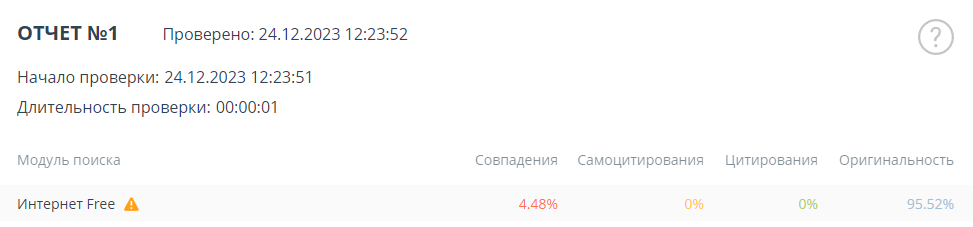 ОТЧЕТ №1 Проверено: 24.12.2023 12:23:52
?
Начало проверки: 24.12.2023 12:23:51
Длительность проверки: 00:00:01
Модуль поиска Совпадения Самоцитирования Цитирования Оригинальность
Интернет Free 4.48% 0% 0% 95.52%